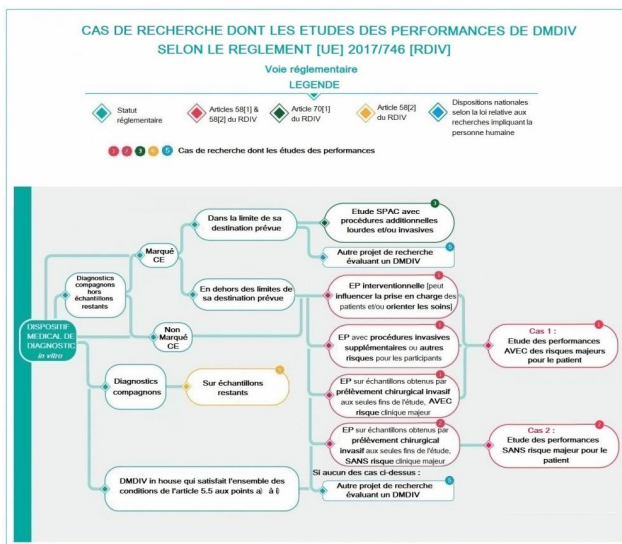 CAS DE RECHERCHE DONT LES ETUDES DES PERFORMANCES DE DMDIV
SELON LE REGLEMENT [UE] 2017/746 [RDIV]
Voie réglementaire
LEGENDE
Statut
réglementaire
Articles 58[1] &
58[2] du RDIV
Article 70[1]
du RDIV
Article 58[2]
du RDIV
Dispositions nationales
selon la loi relative aux
recherches impliquant la
personne humaine
1 2 3 5 Cas de recherche dont les études des performances
DISPOSITIF
MEDICAL DE
DIAGNOSTIC
in vitro
Diagnostics
compagnons
hors
échantillons
restants
Marqué
CE
Non
Marqué
CE
Dans la limite de sa
destination prévue
En dehors des limites de
sa destination prévue
Etude SPAC avec
procédures additionnelles
lourdes et/ou invasives
3
Autre projet de recherche
évaluant un DMDIV
5
EP interventionnelle [peut
influencer la prise en charge des
patients et/ou orienter les soins]
EP avec procédures invasives
supplémentaires ou autres
risques pour les participants
EP sur échantillons obtenus par
prélèvement chirurgical invasif
aux seules fins de l'étude, AVEC
risque clinique majeur
EP sur échantillons obtenus par
prélèvement chirurgical
invasif aux seules fins de l'étude,
SANS risque clinique majeur
Cas 1 :
Etude des performances
AVEC des risques majeurs
pour le patient
Cas 2 :
Etude des performances
SANS risque majeur pour le
patient
Diagnostics
compagnons
Sur échantillons
restants
DMDIV in house qui satisfait l'ensemble des
conditions de l'article 5.5 aux points a) à i)
Si aucun des cas ci-dessus :
Autre projet de recherche
évaluant un DMDIV
5